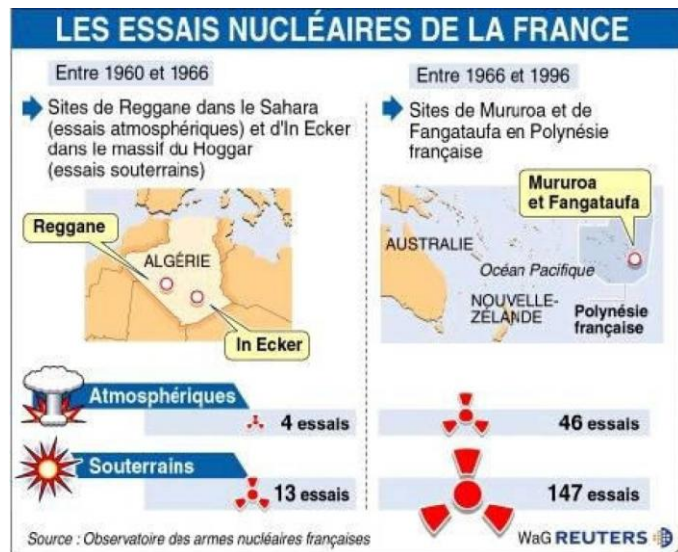 LES ESSAIS NUCLÉAIRES DE LA FRANCE
Entre 1960 et 1966
Sites de Reggane dans le Sahara
(essais atmosphériques) et d'In Ecker
dans le massif du Hoggar
(essais souterrains)
Reggane
ALGÉRIE
In Ecker
Entre 1966 et 1996
Sites de Mururoa et de
Fangataufa en Polynésie
française
Mururoa
et Fangataufa
AUSTRALIE
Océan Pacifique
NOUVELLE-
ZÉLANDE
Polynésie
française
Atmosphériques
4 essais
46 essais
Souterrains
13 essais
147 essais
Source : Observatoire des armes nucléaires françaises
WaG REUTERS